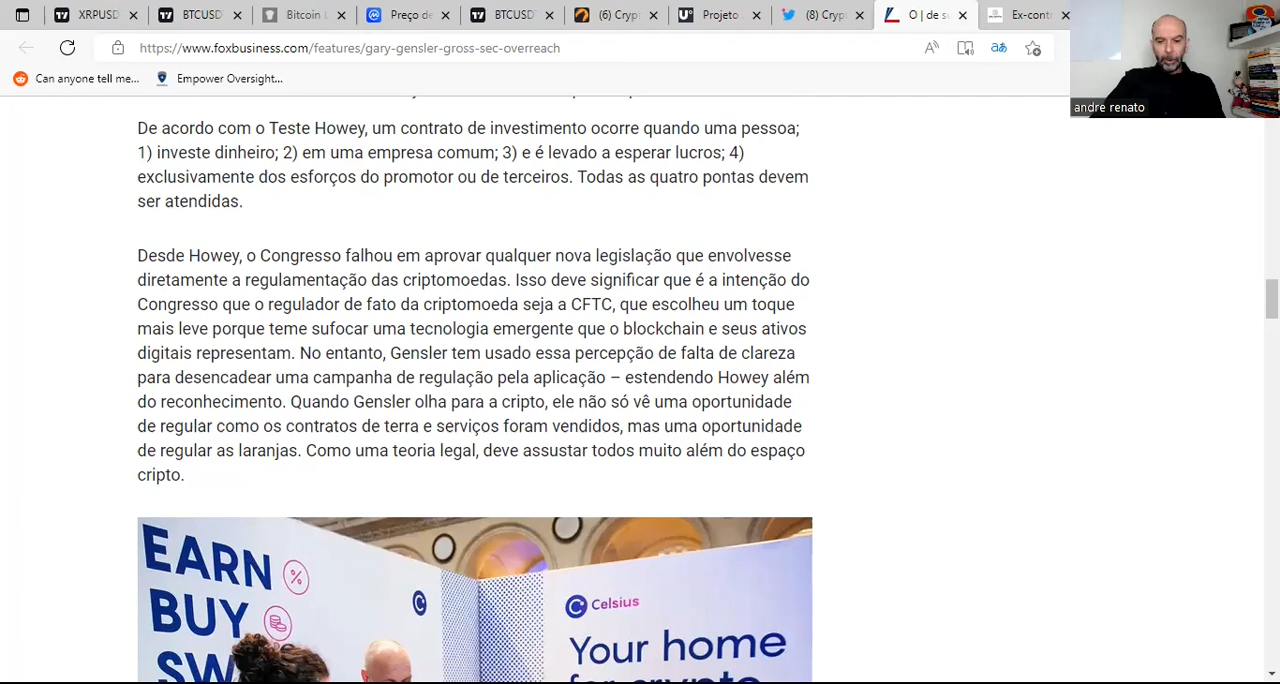 XRPUSD
BTCUSD
Bitcoin
Preço de
BTCUSDT
(6) Cryp
Projeto
(8) Cryp
O | de s
Ex-cont
https://www.foxbusiness.com/features/gary-gensler-gross-sec-overreach
Can anyone tell me...
Empower Oversight...
andre renato
De acordo com o Teste Howey, um contrato de investimento ocorre quando uma pessoa;
1) investe dinheiro; 2) em uma empresa comum; 3) e é levado a esperar lucros; 4)
exclusivamente dos esforços do promotor ou de terceiros. Todas as quatro pontas devem
ser atendidas.
Desde Howey, o Congresso falhou em aprovar qualquer nova legislação que envolvesse
diretamente a regulamentação das criptomoedas. Isso deve significar que é a intenção do
Congresso que o regulador de fato da criptomoeda seja a CFTC, que escolheu um toque
mais leve porque teme sufocar uma tecnologia emergente que o blockchain e seus ativos
digitais representam. No entanto, Gensler tem usado essa percepção de falta de clareza
para desencadear uma campanha de regulação pela aplicação – estendendo Howey além
do reconhecimento. Quando Gensler olha para a cripto, ele não só vê uma oportunidade
de regular como os contratos de terra e serviços foram vendidos, mas uma oportunidade
de regular as laranjas. Como uma teoria legal, deve assustar todos muito além do espaço
cripto.
EARN
BUY
SW
Celsius
Your home
for crypto